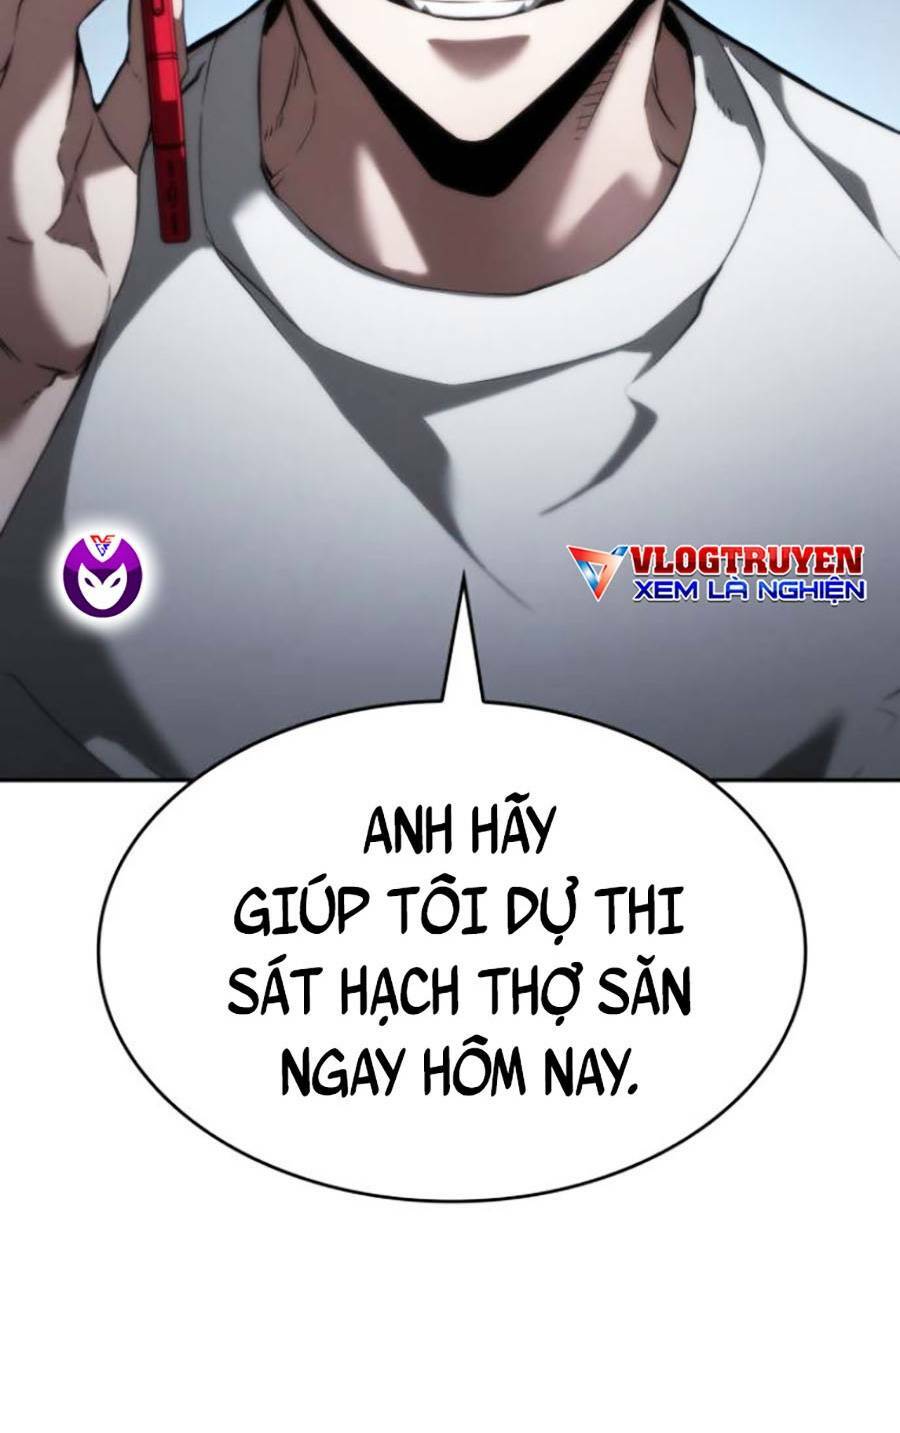 VLOGTRUYEN
XEM LÀ NGHIỆN
ANH HÃY
GIÚP TÔI DỰ THI
SÁT HẠCH THỢ SĂN
NGAY HÔM NAY.